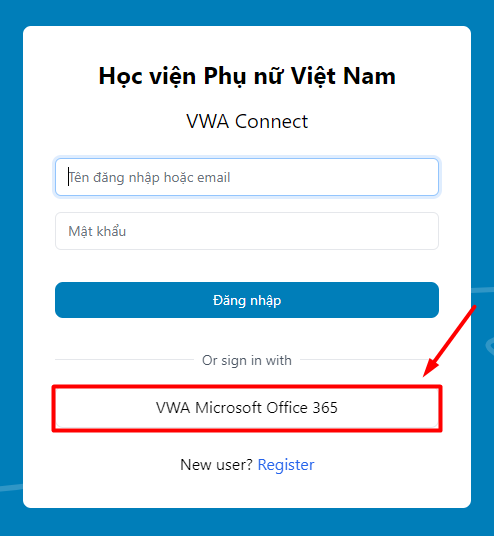 Học viện Phụ nữ Việt Nam
VWA Connect
Tên đăng nhập hoặc email
Mật khẩu
Đăng nhập
Or sign in with
VWA Microsoft Office 365
New user? Register